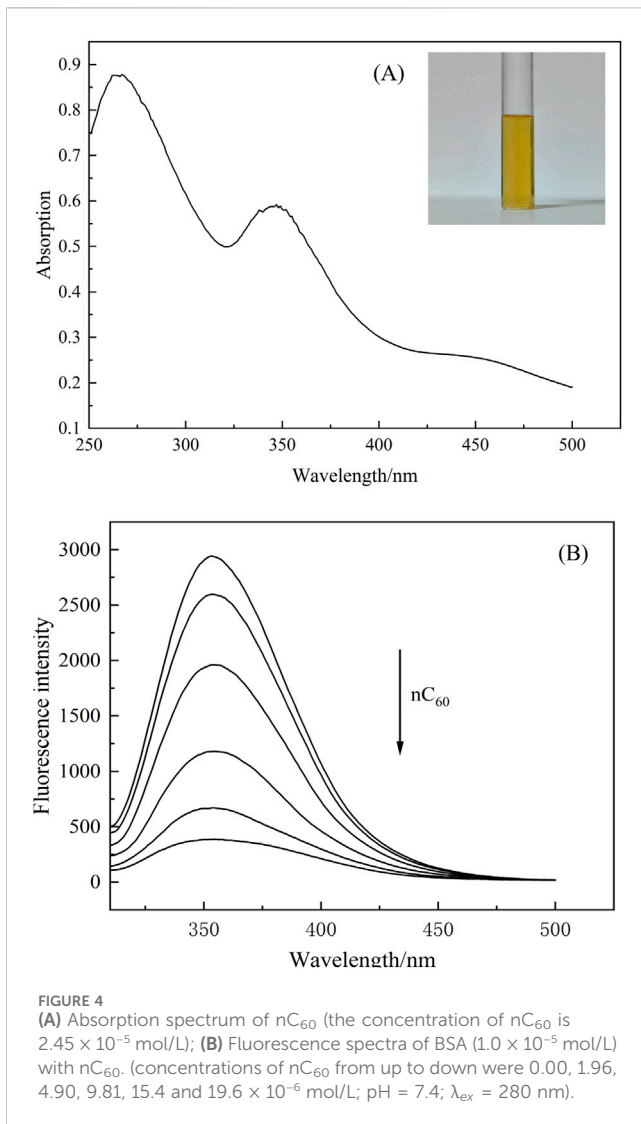 0.9
0.8
0.7
0.6
0.5
0.4
0.3
0.2
0.1
Absorption
(A)
250 300 350 400 450 500
Wavelength/nm
3000
2500
2000
1500
1000
500
0
Fluorescence intensity
(B)
nC₆₀
350 400 450 500
Wavelength/nm
FIGURE 4
(A) Absorption spectrum of nC₆₀ (the concentration of nC₆₀ is
2.45 × 10⁻⁵ mol/L); (B) Fluorescence spectra of BSA (1.0 × 10⁻⁵ mol/L)
with nC₆₀. (concentrations of nC₆₀ from up to down were 0.00, 1.96,
4.90, 9.81, 15.4 and 19.6 × 10⁻⁶ mol/L; pH = 7.4; λₑₓ = 280 nm).